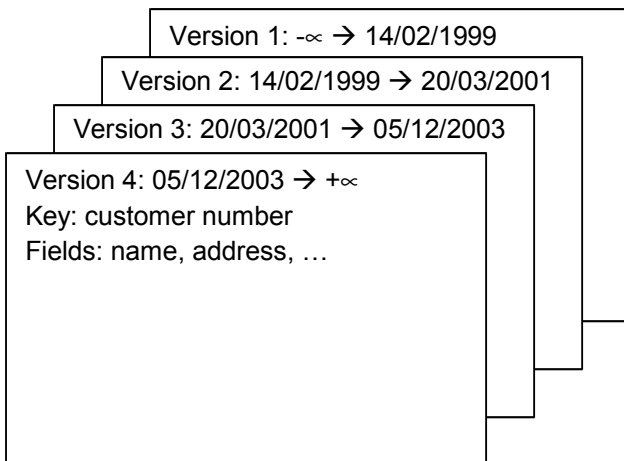 Version 1: -∝ → 14/02/1999
Version 2: 14/02/1999 → 20/03/2001
Version 3: 20/03/2001 → 05/12/2003
Version 4: 05/12/2003 → +∝
Key: customer number
Fields: name, address, …